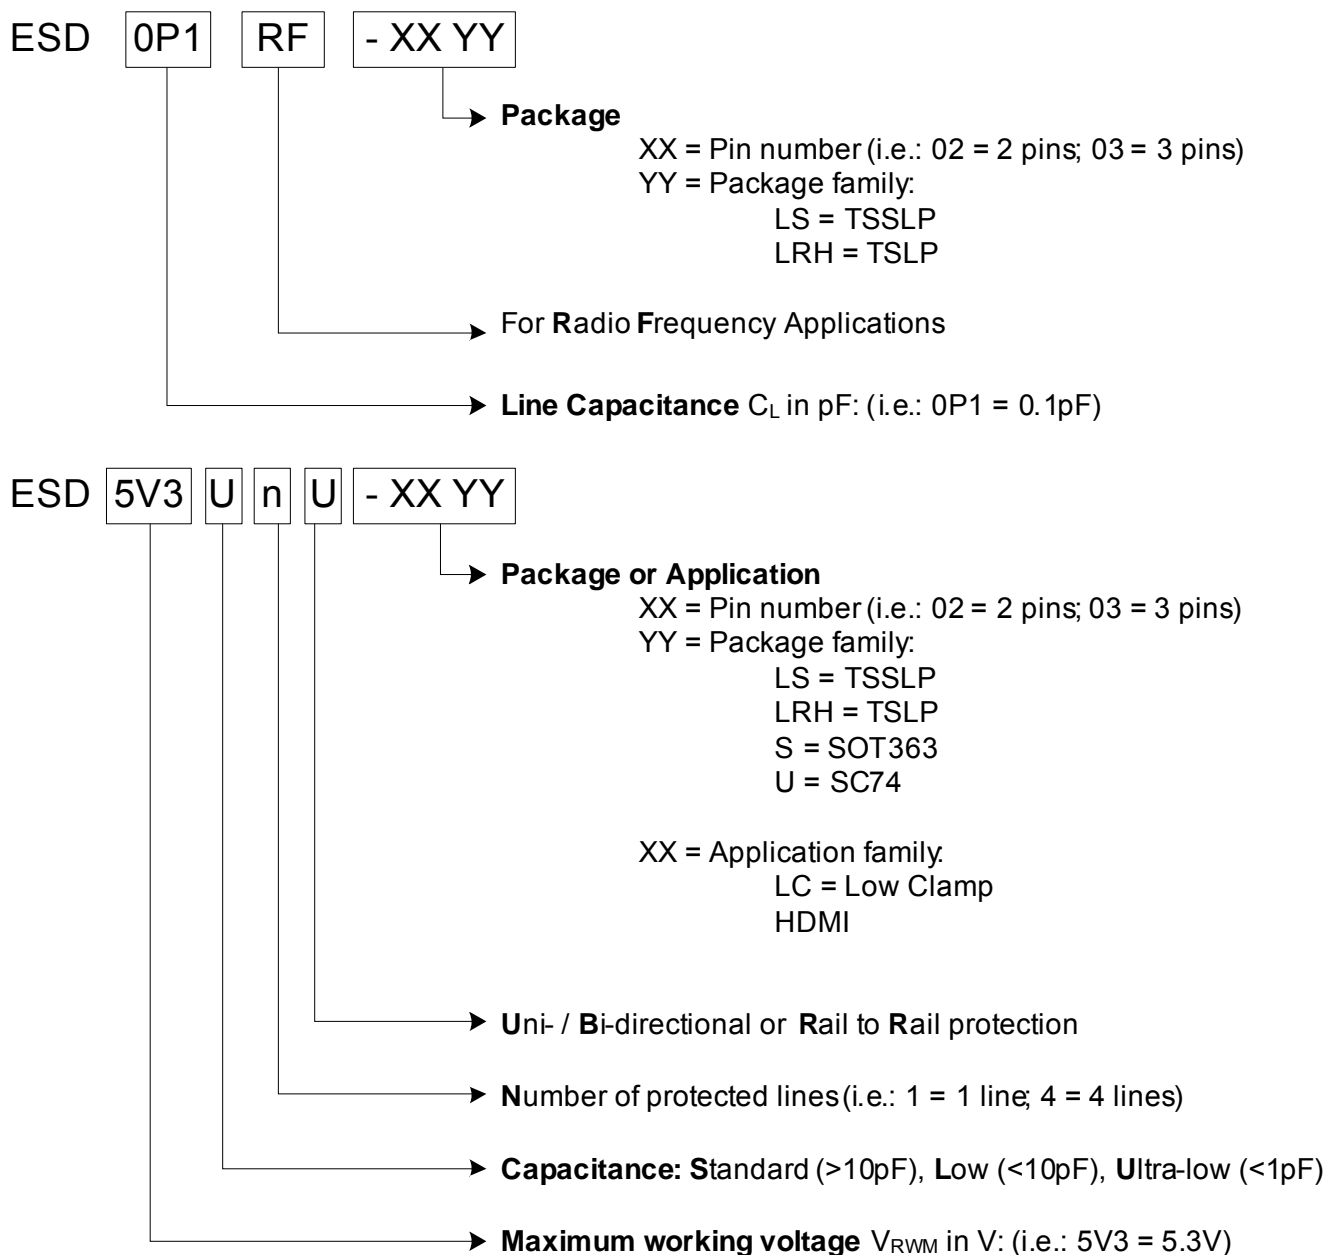 ESD 0P1 RF - XX YY
Package
XX = Pin number (i.e.: 02 = 2 pins; 03 = 3 pins)
YY = Package family:
LS = TSSLP
LRH = TSLP
For Radio Frequency Applications
Line Capacitance CL in pF: (i.e.: 0P1 = 0.1pF)
ESD 5V3 U n U - XX YY
Package or Application
XX = Pin number (i.e.: 02 = 2 pins; 03 = 3 pins)
YY = Package family:
LS = TSSLP
LRH = TSLP
S = SOT363
U = SC74
XX = Application family:
LC = Low Clamp
HDMI
Uni- / Bi-directional or Rail to Rail protection
Number of protected lines (i.e.: 1 = 1 line; 4 = 4 lines)
Capacitance: Standard (>10pF), Low (<10pF), Ultra-low (<1pF)
Maximum working voltage VRWM in V: (i.e.: 5V3 = 5.3V)